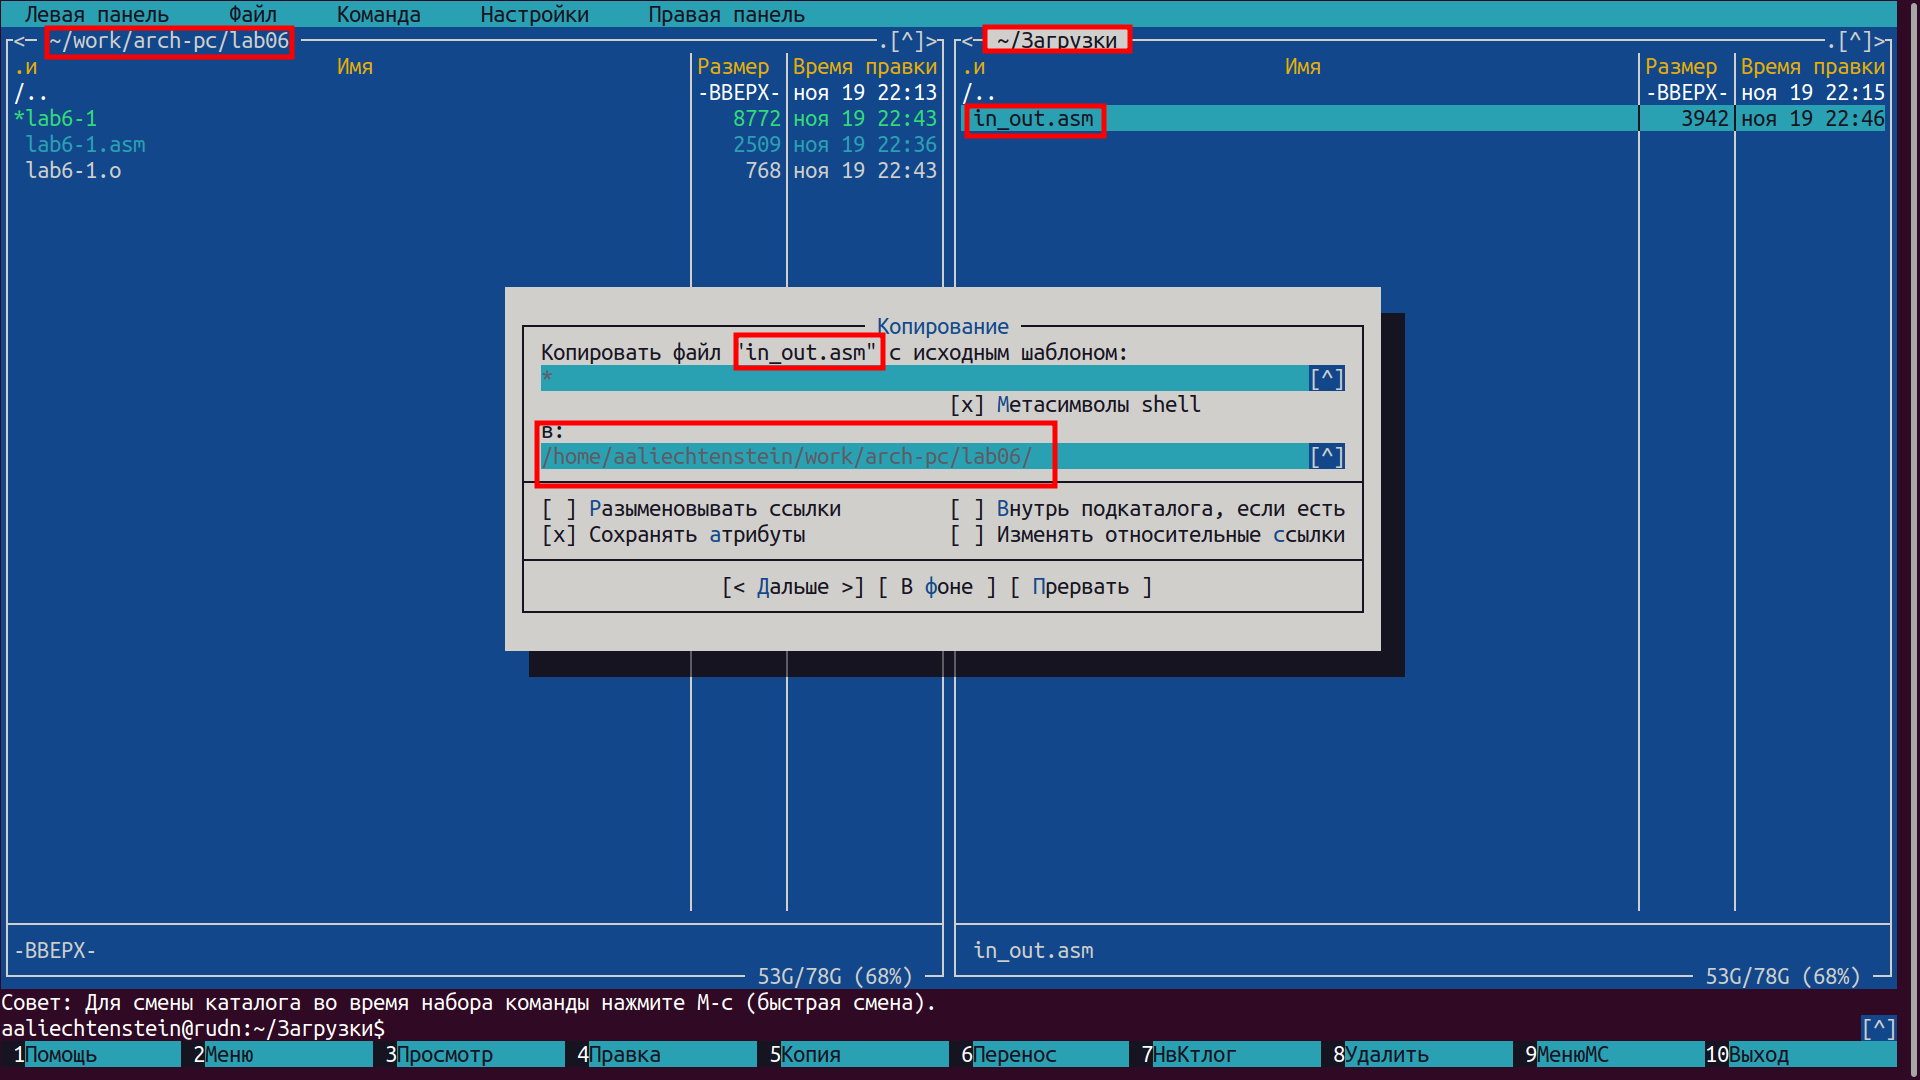 Левая панель Файл Команда Настройки Правая панель
<- ~/work/arch-pc/lab06 .[^]>
.и Имя Размер Время правки
/.. -ВВЕРХ- ноя 19 22:13
*lab6-1 8772 ноя 19 22:43
lab6-1.asm 2509 ноя 19 22:36
lab6-1.o 768 ноя 19 22:43
-ВВЕРХ-
53G/78G (68%)
<- ~/Загрузки .[^]>
.и Имя Размер Время правки
/.. -ВВЕРХ- ноя 19 22:15
in_out.asm 3942 ноя 19 22:46
in_out.asm
53G/78G (68%)
Копирование
Копировать файл "in_out.asm" с исходным шаблоном:
* [^]
[x] Метасимволы shell
в:
/home/aaliechtenstein/work/arch-pc/lab06/ [^]
[ ] Разыменовывать ссылки [ ] Внутрь подкаталога, если есть
[x] Сохранять атрибуты [ ] Изменять относительные ссылки
[< Дальше >] [ В фоне ] [ Прервать ]
Совет: Для смены каталога во время набора команды нажмите M-c (быстрая смена).
aaliechtenstein@rudn:~/Загрузки$ [^]
1Помощь 2Меню 3Просмотр 4Правка 5Копия 6Перенос 7НвКтлог 8Удалить 9МенюMC 10Выход